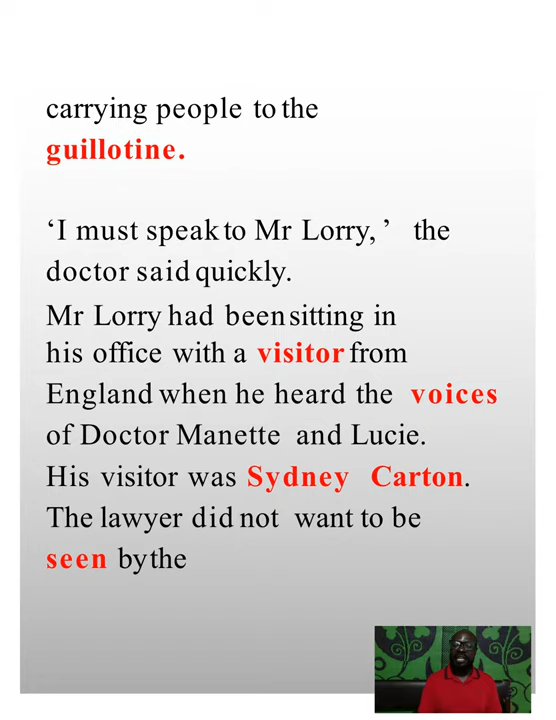 carrying people to the
guillotine.
‘I must speak to Mr Lorry, ’ the
doctor said quickly.
Mr Lorry had been sitting in
his office with a visitor from
England when he heard the voices
of Doctor Manette and Lucie.
His visitor was Sydney Carton.
The lawyer did not want to be
seen by the